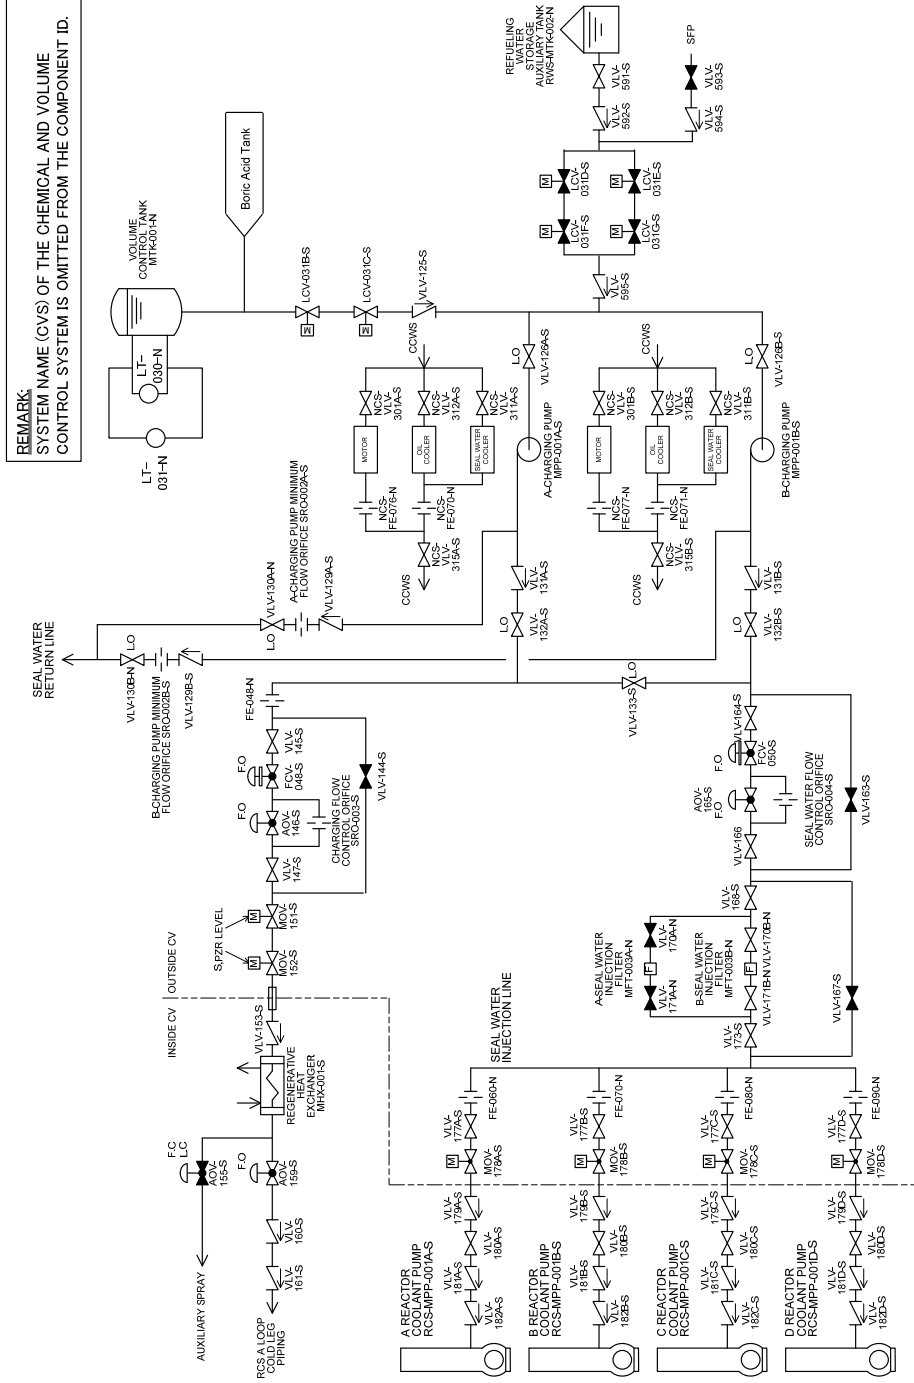 REMARK:
SYSTEM NAME (CVS) OF THE CHEMICAL AND VOLUME
CONTROL SYSTEM IS OMITTED FROM THE COMPONENT ID.
REFUELING
WATER
STORAGE
AUXILIARY TANK
RWS-MTK-002-N
SFP
VLV-
591-S
VLV-
593-S
VLV-
592-S
VLV-
594-S
M
LCV-
031D-S
M
LCV-
031E-S
M
LCV-
031F-S
M
LCV-
031G-S
VLV-
595-S
Boric Acid Tank
VOLUME
CONTROL TANK
MTK-001-N
LT-
030-N
LT-
031-N
LCV-031B-S
M
LCV-031C-S
M
VLV-125-S
L.O
VLV-126A-S
L.O
VLV-126B-S
CCWS
NCS-
VLV-
301A-S
NCS-
VLV-
312A-S
NCS-
VLV-
311A-S
MOTOR
OIL
COOLER
SEAL WATER
COOLER
NCS-
FE-076-N
NCS-
FE-070-N
NCS-
VLV-
315A-S
CCWS
A-CHARGING PUMP
MPP-001A-S
CCWS
NCS-
VLV-
301B-S
NCS-
VLV-
312B-S
NCS-
VLV-
311B-S
MOTOR
OIL
COOLER
SEAL WATER
COOLER
NCS-
FE-077-N
NCS-
FE-071-N
NCS-
VLV-
315B-S
CCWS
B-CHARGING PUMP
MPP-001B-S
VLV-
131A-S
L.O
VLV-
132A-S
VLV-
131B-S
L.O
VLV-
132B-S
SEAL WATER
RETURN LINE
VLV-130A-N
L.O
A-CHARGING PUMP MINIMUM
FLOW ORIFICE SRO-002A-S
VLV-129A-S
VLV-130B-N
L.O
B-CHARGING PUMP MINIMUM
FLOW ORIFICE SRO-002B-S
VLV-129B-S
VLV-133-S
L.O
FE-048-N
VLV-
145-S
F.O
FCV-
048-S
F.O
AOV-
146-S
CHARGING FLOW
CONTROL ORIFICE
SRO-003-S
VLV-144-S
VLV-
147-S
S,PZR LEVEL
M
MOV-
151-S
M
MOV-
152-S
INSIDE CV
OUTSIDE CV
VLV-153-S
REGENERATIVE
HEAT
EXCHANGER
MHX-001-S
F.C
L.C
AOV-
155-S
F.O
AOV-
159-S
VLV-
160-S
VLV-
161-S
AUXILIARY SPRAY
RCS A LOOP
COLD LEG
PIPING
VLV-164-S
F.O
FCV-
050-S
AOV-
165-S
F.O
SEAL WATER FLOW
CONTROL ORIFICE
SRO-004-S
VLV-163-S
VLV-166
VLV-
168-S
A-SEAL WATER
INJECTION
FILTER
MFT-003A-N
VLV-
170A-N
VLV-
171A-N
B-SEAL WATER
INJECTION
FILTER
MFT-003B-N
F
F
VLV-170B-N
VLV-171B-N
VLV-167-S
VLV-
173-S
SEAL WATER
INJECTION LINE
FE-060-N
VLV-
177A-S
M
MOV-
178A-S
VLV-
179A-S
VLV-
180A-S
VLV-
181A-S
VLV-
182A-S
A REACTOR
COOLANT PUMP
RCS-MPP-001A-S
FE-070-N
VLV-
177B-S
M
MOV-
178B-S
VLV-
179B-S
VLV-
180B-S
VLV-
181B-S
VLV-
182B-S
B REACTOR
COOLANT PUMP
RCS-MPP-001B-S
FE-080-N
VLV-
177C-S
M
MOV-
178C-S
VLV-
179C-S
VLV-
180C-S
VLV-
181C-S
VLV-
182C-S
C REACTOR
COOLANT PUMP
RCS-MPP-001C-S
FE-090-N
VLV-
177D-S
M
MOV-
178D-S
VLV-
179D-S
VLV-
180D-S
VLV-
181D-S
VLV-
182D-S
D REACTOR
COOLANT PUMP
RCS-MPP-001D-S